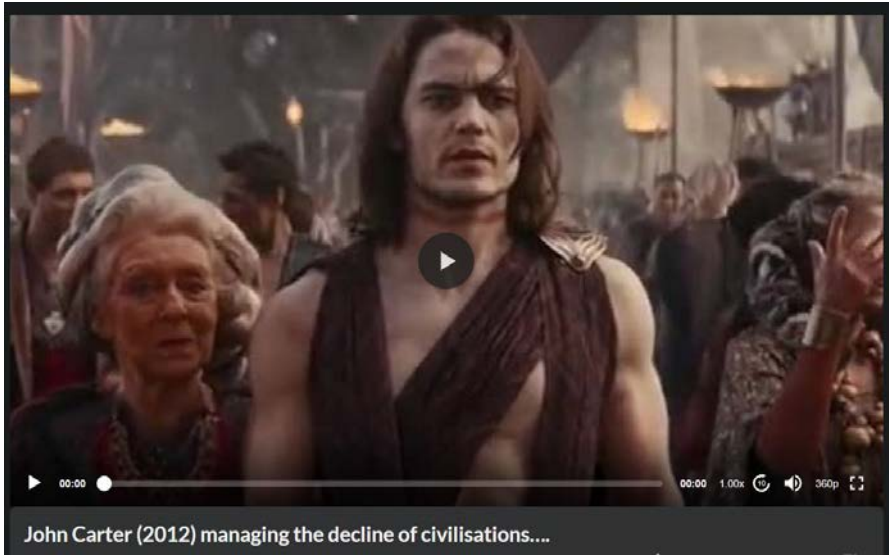 00:00
00:00 1.00x 10 360p
John Carter (2012) managing the decline of civilisations....